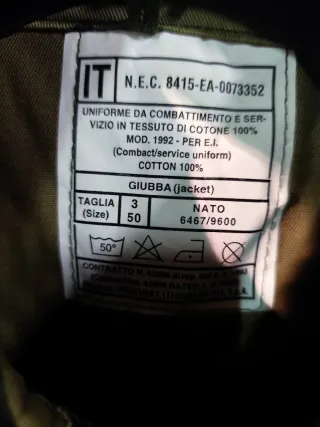 IT
N.E.C. 8415-EA-0073352
UNIFORME DA COMBATTIMENTO E SER-
VIZIO IN TESSUTO DI COTONE 100%
MOD. 1992 - PER E.I.
(Combact/service uniform)
COTTON 100%
GIUBBA (jacket)
TAGLIA
(Size)
3
50
NATO
6467/9600
50°
CONTRATTO N.